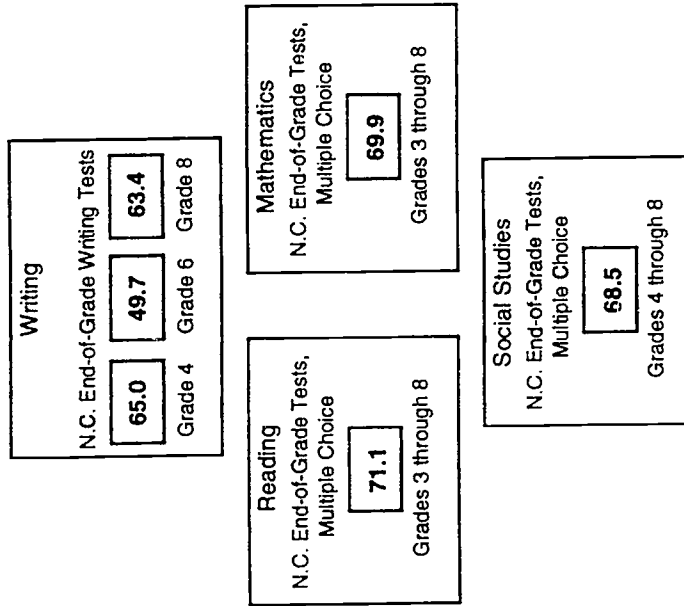 Writing
N.C. End-of-Grade Writing Tests
65.0 49.7 63.4
Grade 4 Grade 6 Grade 8
Reading
N.C. End-of-Grade Tests,
Multiple Choice
71.1
Grades 3 through 8
Mathematics
N.C. End-of-Grade Tests,
Multiple Choice
69.9
Grades 3 through 8
Social Studies
N.C. End-of-Grade Tests,
Multiple Choice
68.5
Grades 4 through 8